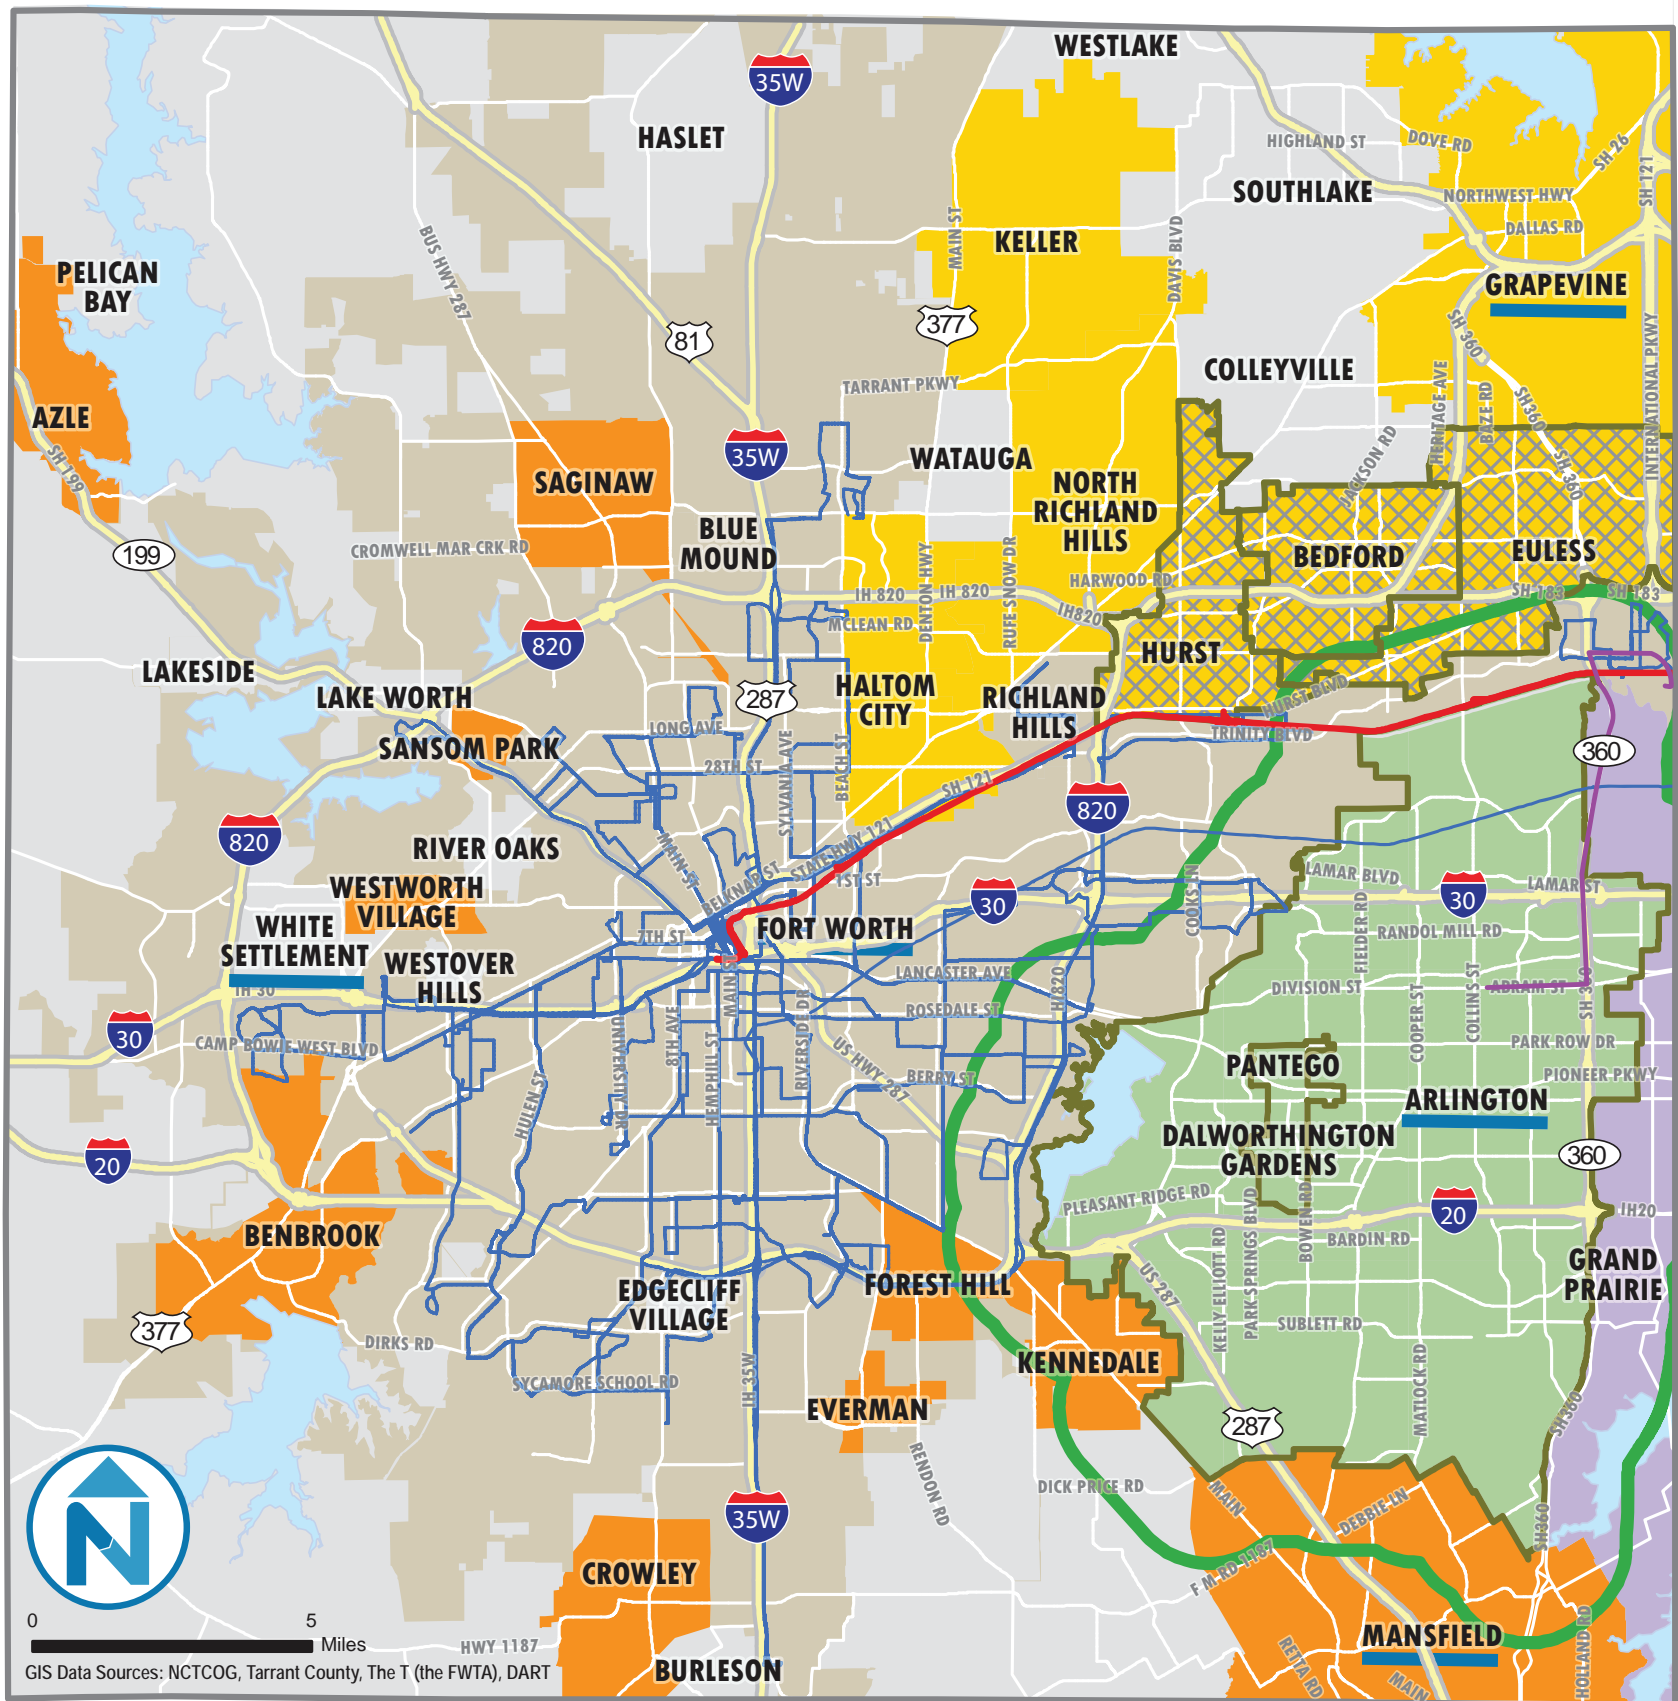 WESTLAKE
35W
HASLET
HIGHLAND ST
DOVE RD
SH 26
SH 121
SOUTHLAKE
NORTHWEST HWY
DALLAS RD
MAIN ST
KELLER
DAVIS BLVD
BUS HWY 287
PELICAN
BAY
GRAPEVINE
377
81
SH 360
INTERNATIONAL PKWY
COLLEYVILLE
TARRANT PKWY
HERITAGE AVE
BAZE RD
SH360
AZLE
SH 199
35W
WATAUGA
JACKSON RD
SH 360
SAGINAW
NORTH
RICHLAND
HILLS
BLUE
MOUND
199
CROMWELL MAR CRK RD
BEDFORD
EULESS
DENTON HWY
RUFE SNOW DR
HARWOOD RD
IH 820
IH 820
IH820
SH 183
SH 183
MCLEAN RD
820
HURST
LAKESIDE
LAKE WORTH
287
HALTOM
CITY
RICHLAND
HILLS
HURST BLVD
LONG AVE
TRINITY BLVD
SANSOM PARK
28TH ST
SYLVANIA AVE
BEACH ST
SH 121
360
820
820
RIVER OAKS
MAIN ST
STATE HWY 121
BELKNAP ST
1ST ST
LAMAR BLVD
LAMAR ST
WESTWORTH
VILLAGE
30
30
COOKS LN
FIELDER RD
WHITE
SETTLEMENT
7TH ST
FORT WORTH
RANDOL MILL RD
WESTOVER
HILLS
LANCASTER AVE
IH 30
MAIN ST
DIVISION ST
ABRAM ST
SH 360
RIVERSIDE DR
ROSEDALE ST
IH 820
COOPER ST
COLLINS ST
30
CAMP BOWIE WEST BLVD
UNIVERSITY DR
8TH AVE
HEMPHILL ST
US HWY 287
PARK ROW DR
PANTEGO
PIONEER PKWY
BERRY ST
HULEN ST
ARLINGTON
DALWORTHINGTON
GARDENS
20
360
PLEASANT RIDGE RD
BOWEN RD
PARK SPRINGS BLVD
20
IH20
BENBROOK
KELLY ELLIOTT RD
BARDIN RD
US 287
GRAND
PRAIRIE
EDGECLIFF
VILLAGE
FOREST HILL
377
DIRKS RD
SUBLETT RD
KENNEDALE
MATLOCK RD
SYCAMORE SCHOOL RD
IH 35W
EVERMAN
SH360
287
RENDON RD
DICK PRICE RD
MAIN
DEBBIE LN
N
35W
SH360
CROWLEY
F M RD 1187
0 5
Miles
HWY 1187
MANSFIELD
HOLLAND RD
RETTA RD
MAIN
GIS Data Sources: NCTCOG, Tarrant County, The T (the FWTA), DART
BURLESON